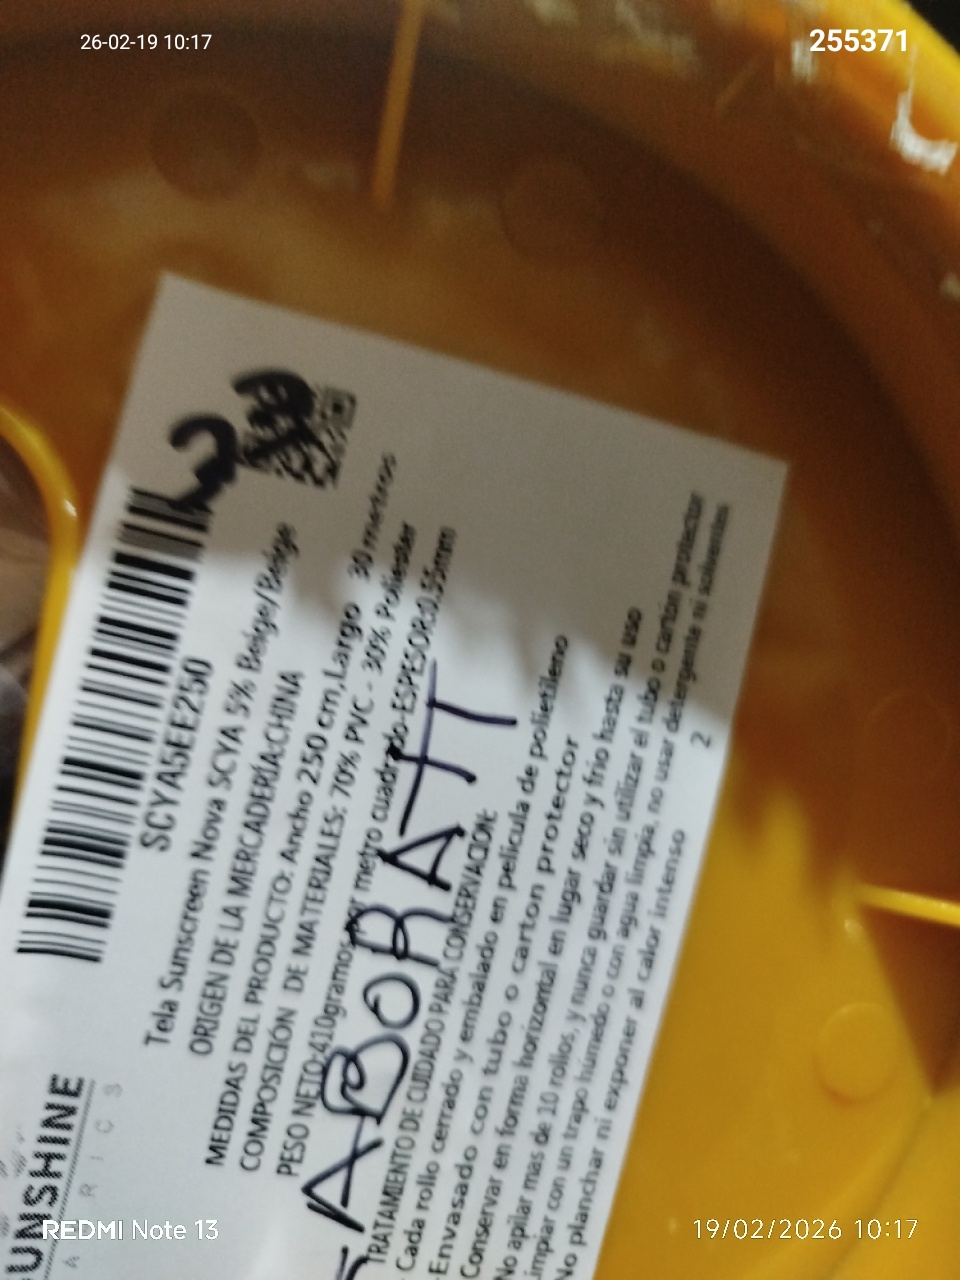 26-02-19 10:17
255371
SCYA5EE250
Tela Sunscreen Nova SCYA 5% Beige/Beige
ORIGEN DE LA MERCADERÍA:CHINA
MEDIDAS DEL PRODUCTO: Ancho 250 cm,Largo 30 metros
COMPOSICIÓN DE MATERIALES: 70% PVC - 30% Poliester
PESO NETO:410gramos por metro cuadrado-ESPESOR:0.55mm
ABORATT
TRATAMIENTO DE CUIDADO PARA CONSERVACIÓN:
Cada rollo cerrado y embalado en película de polietileno
Envasado con tubo o carton protector
Conservar en forma horizontal en lugar seco y frio hasta su uso
No apilar mas de 10 rollos, y nunca guardar sin utilizar el tubo o cartón protector
Limpiar con un trapo húmedo o con agua limpia, no usar detergente ni solventes
No planchar ni exponer al calor intenso
2
SUNSHINE
REDMI Note 13
19/02/2026 10:17